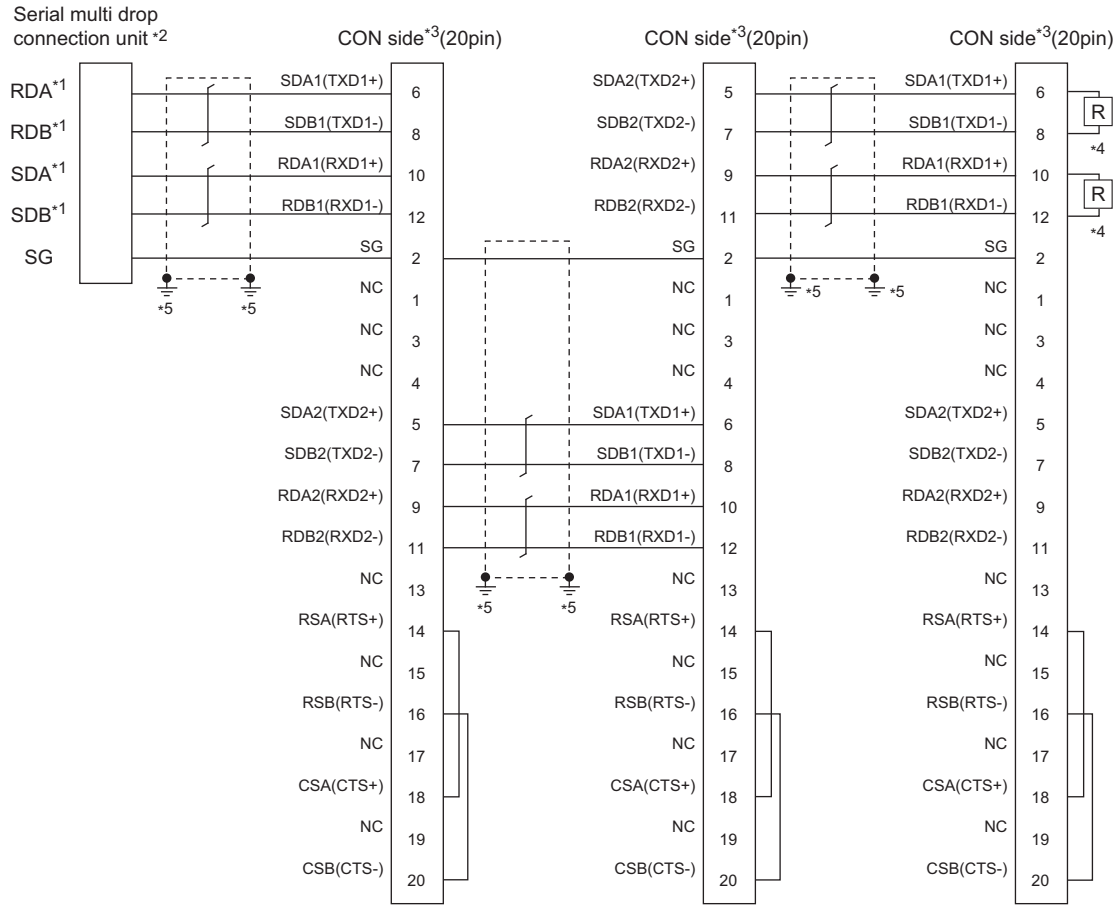 Serial multi drop
connection unit *2
CON side*3(20pin)
CON side*3(20pin)
CON side*3(20pin)
RDA*1
SDA1(TXD1+)
6
SDA2(TXD2+)
5
SDA1(TXD1+)
6
R
RDB*1
SDB1(TXD1-)
8
SDB2(TXD2-)
7
SDB1(TXD1-)
8
*4
SDA*1
RDA1(RXD1+)
10
RDA2(RXD2+)
9
RDA1(RXD1+)
10
R
SDB*1
RDB1(RXD1-)
12
RDB2(RXD2-)
11
RDB1(RXD1-)
12
*4
SG
SG
2
SG
2
SG
2
*5
*5
*5
*5
NC
1
NC
1
NC
1
NC
3
NC
3
NC
3
NC
4
NC
4
NC
4
SDA2(TXD2+)
5
SDA1(TXD1+)
6
SDA2(TXD2+)
5
SDB2(TXD2-)
7
SDB1(TXD1-)
8
SDB2(TXD2-)
7
RDA2(RXD2+)
9
RDA1(RXD1+)
10
RDA2(RXD2+)
9
RDB2(RXD2-)
11
RDB1(RXD1-)
12
RDB2(RXD2-)
11
NC
13
*5
*5
NC
13
NC
13
RSA(RTS+)
14
RSA(RTS+)
14
RSA(RTS+)
14
NC
15
NC
15
NC
15
RSB(RTS-)
16
RSB(RTS-)
16
RSB(RTS-)
16
NC
17
NC
17
NC
17
CSA(CTS+)
18
CSA(CTS+)
18
CSA(CTS+)
18
NC
19
NC
19
NC
19
CSB(CTS-)
20
CSB(CTS-)
20
CSB(CTS-)
20